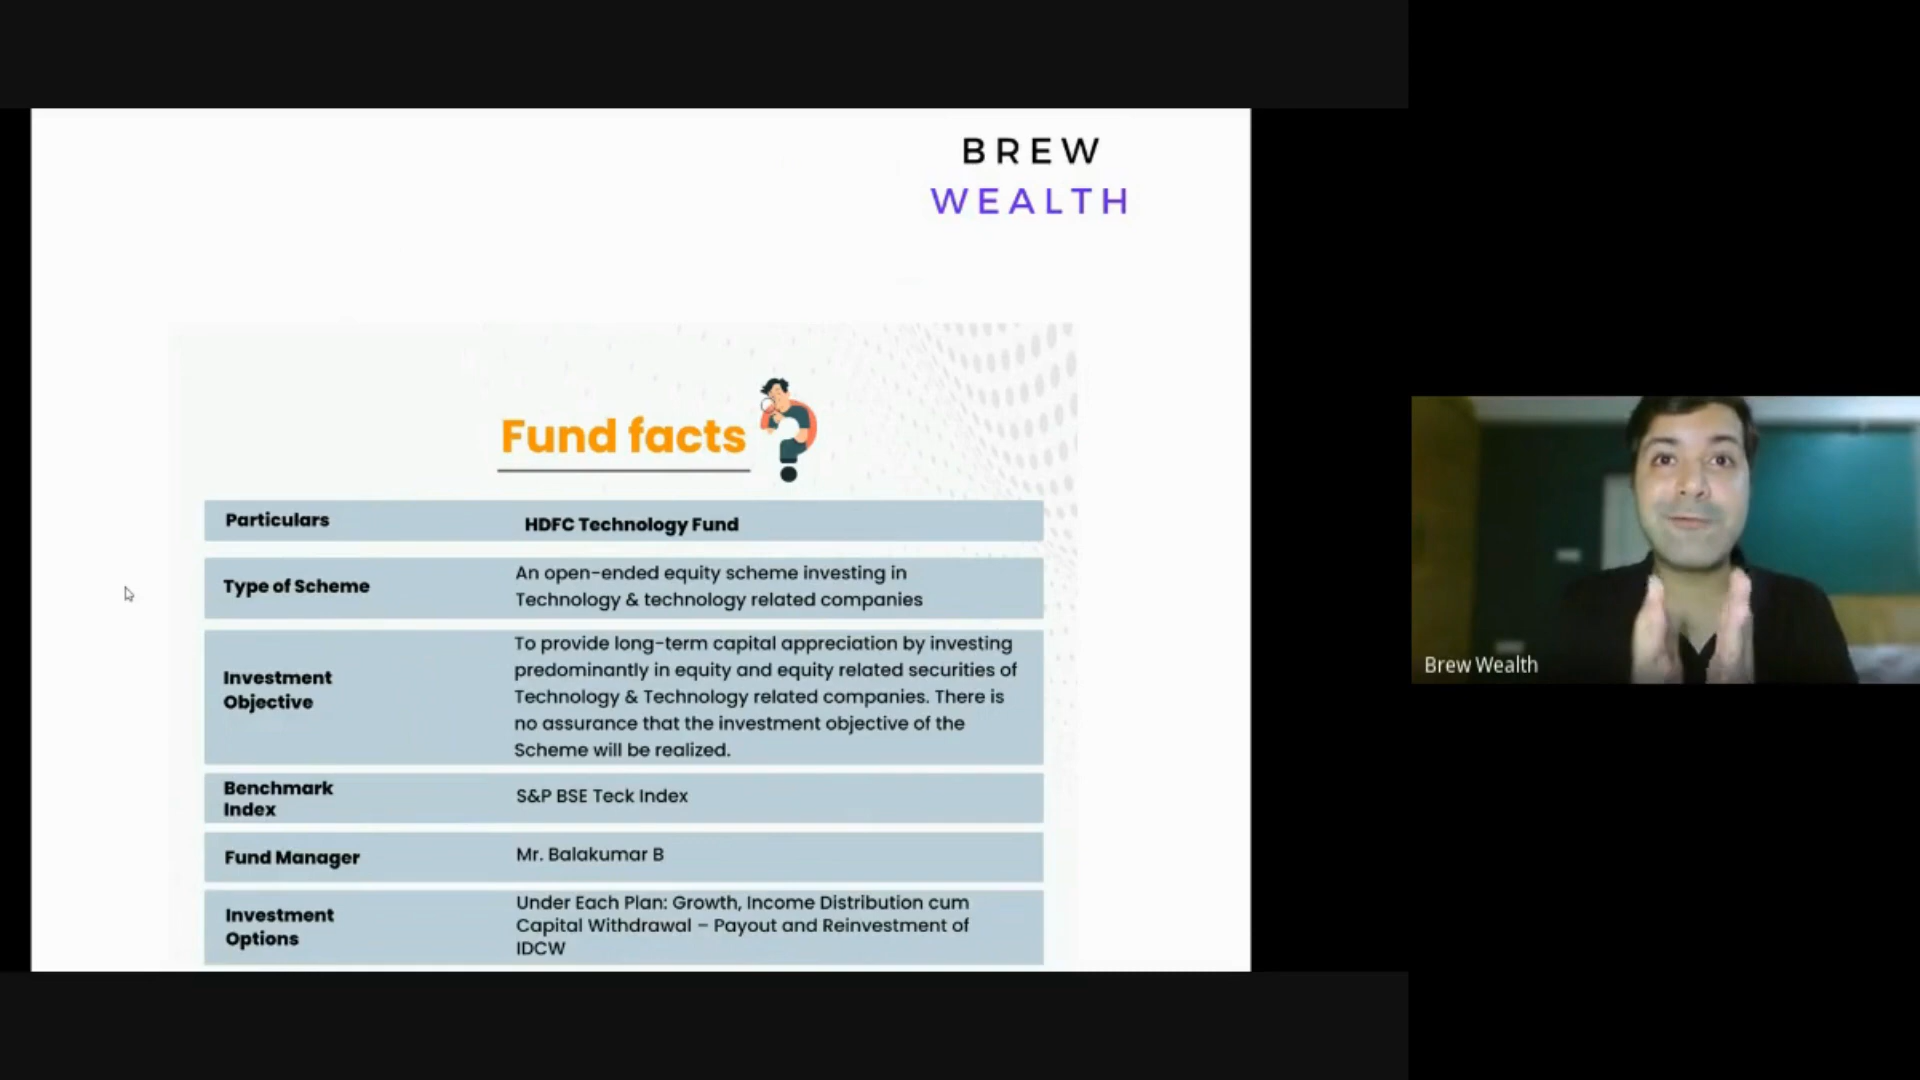 BREW
WEALTH
Fund facts
Particulars
HDFC Technology Fund
Type of Scheme
An open-ended equity scheme investing in
Technology & technology related companies
Investment
Objective
To provide long-term capital appreciation by investing
predominantly in equity and equity related securities of
Technology & Technology related companies. There is
no assurance that the investment objective of the
Scheme will be realized.
Benchmark
Index
S&P BSE Teck Index
Fund Manager
Mr. Balakumar B
Investment
Options
Under Each Plan: Growth, Income Distribution cum
Capital Withdrawal – Payout and Reinvestment of
IDCW
Brew Wealth